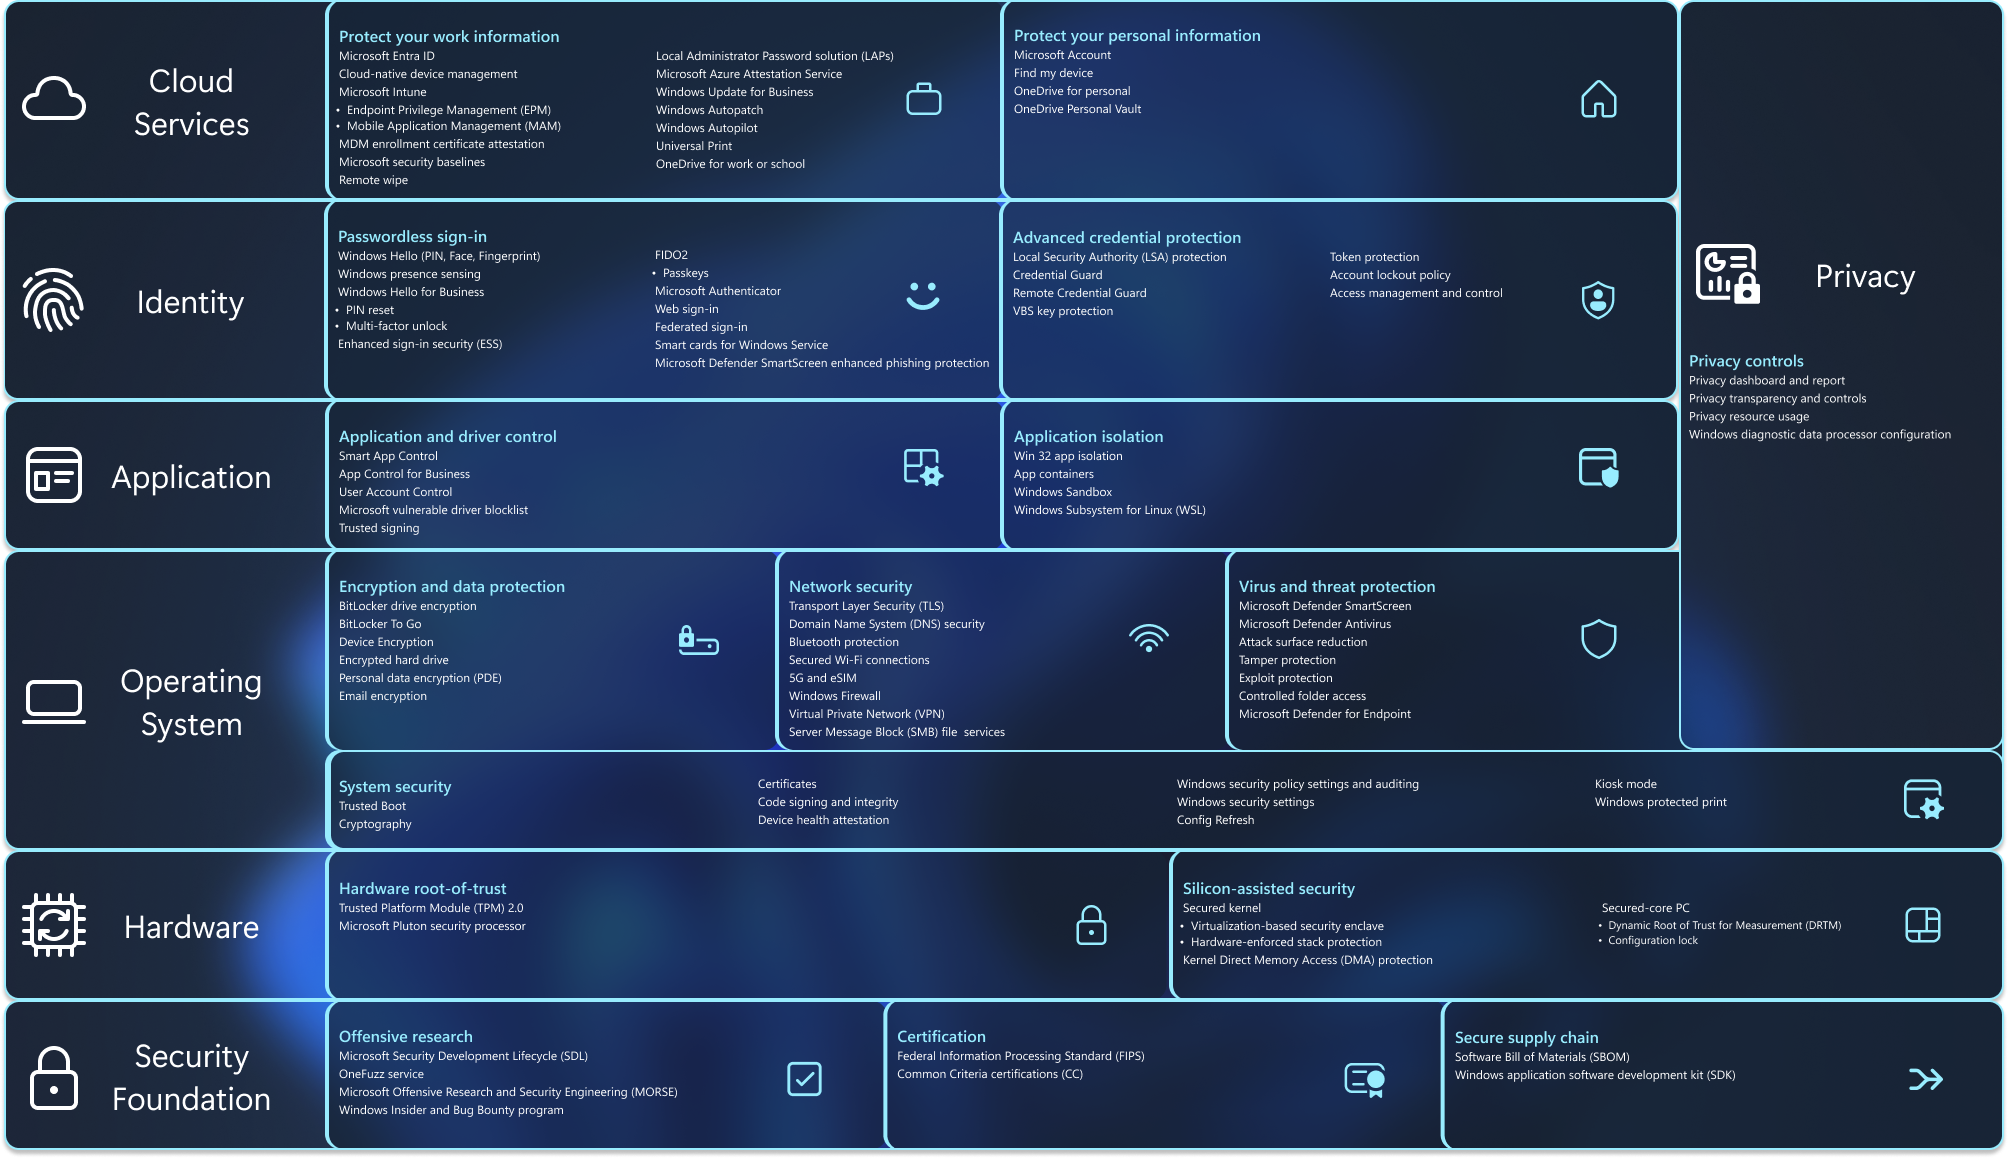 Cloud
Services
Protect your work information
Microsoft Entra ID
Cloud-native device management
Microsoft Intune
• Endpoint Privilege Management (EPM)
• Mobile Application Management (MAM)
MDM enrollment certificate attestation
Microsoft security baselines
Remote wipe
Local Administrator Password solution (LAPs)
Microsoft Azure Attestation Service
Windows Update for Business
Windows Autopatch
Windows Autopilot
Universal Print
OneDrive for work or school
Protect your personal information
Microsoft Account
Find my device
OneDrive for personal
OneDrive Personal Vault
Identity
Passwordless sign-in
Windows Hello (PIN, Face, Fingerprint)
Windows presence sensing
Windows Hello for Business
• PIN reset
• Multi-factor unlock
Enhanced sign-in security (ESS)
FIDO2
• Passkeys
Microsoft Authenticator
Web sign-in
Federated sign-in
Smart cards for Windows Service
Microsoft Defender SmartScreen enhanced phishing protection
Advanced credential protection
Local Security Authority (LSA) protection
Credential Guard
Remote Credential Guard
VBS key protection
Token protection
Account lockout policy
Access management and control
Privacy
Privacy controls
Privacy dashboard and report
Privacy transparency and controls
Privacy resource usage
Windows diagnostic data processor configuration
Application
Application and driver control
Smart App Control
App Control for Business
User Account Control
Microsoft vulnerable driver blocklist
Trusted signing
Application isolation
Win 32 app isolation
App containers
Windows Sandbox
Windows Subsystem for Linux (WSL)
Operating
System
Encryption and data protection
BitLocker drive encryption
BitLocker To Go
Device Encryption
Encrypted hard drive
Personal data encryption (PDE)
Email encryption
Network security
Transport Layer Security (TLS)
Domain Name System (DNS) security
Bluetooth protection
Secured Wi-Fi connections
5G and eSIM
Windows Firewall
Virtual Private Network (VPN)
Server Message Block (SMB) file services
Virus and threat protection
Microsoft Defender SmartScreen
Microsoft Defender Antivirus
Attack surface reduction
Tamper protection
Exploit protection
Controlled folder access
Microsoft Defender for Endpoint
System security
Trusted Boot
Cryptography
Certificates
Code signing and integrity
Device health attestation
Windows security policy settings and auditing
Windows security settings
Config Refresh
Kiosk mode
Windows protected print
Hardware
Hardware root-of-trust
Trusted Platform Module (TPM) 2.0
Microsoft Pluton security processor
Silicon-assisted security
Secured kernel
• Virtualization-based security enclave
• Hardware-enforced stack protection
Kernel Direct Memory Access (DMA) protection
Secured-core PC
• Dynamic Root of Trust for Measurement (DRTM)
• Configuration lock
Security
Foundation
Offensive research
Microsoft Security Development Lifecycle (SDL)
OneFuzz service
Microsoft Offensive Research and Security Engineering (MORSE)
Windows Insider and Bug Bounty program
Certification
Federal Information Processing Standard (FIPS)
Common Criteria certifications (CC)
Secure supply chain
Software Bill of Materials (SBOM)
Windows application software development kit (SDK)